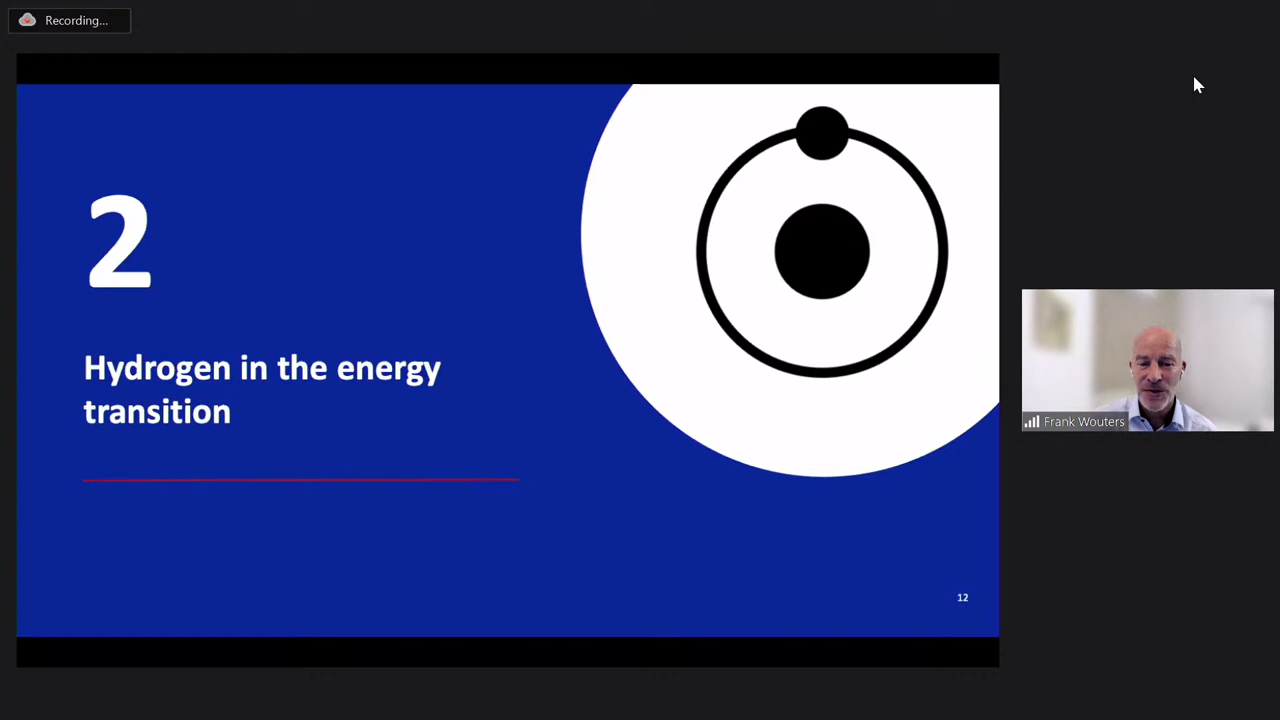 Recording...
2
Hydrogen in the energy
transition
12
Frank Wouters